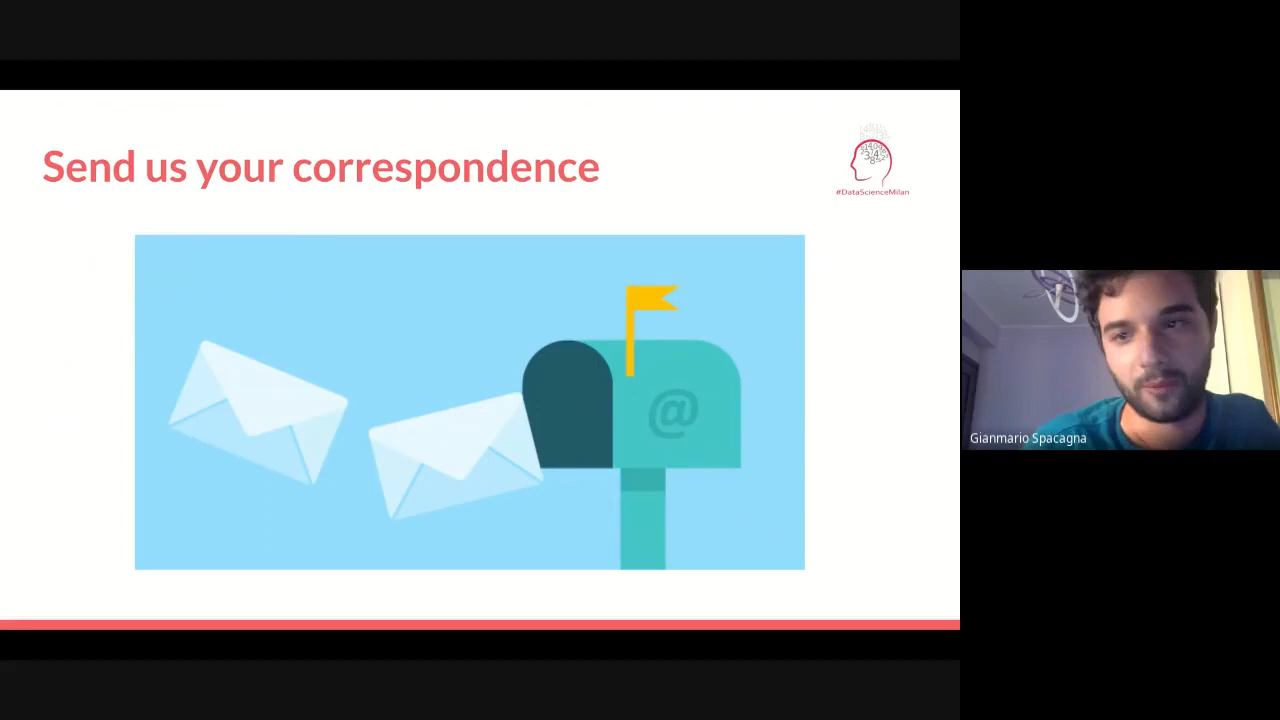 Send us your correspondence
#DataScienceMilan
@
Gianmario Spacagna